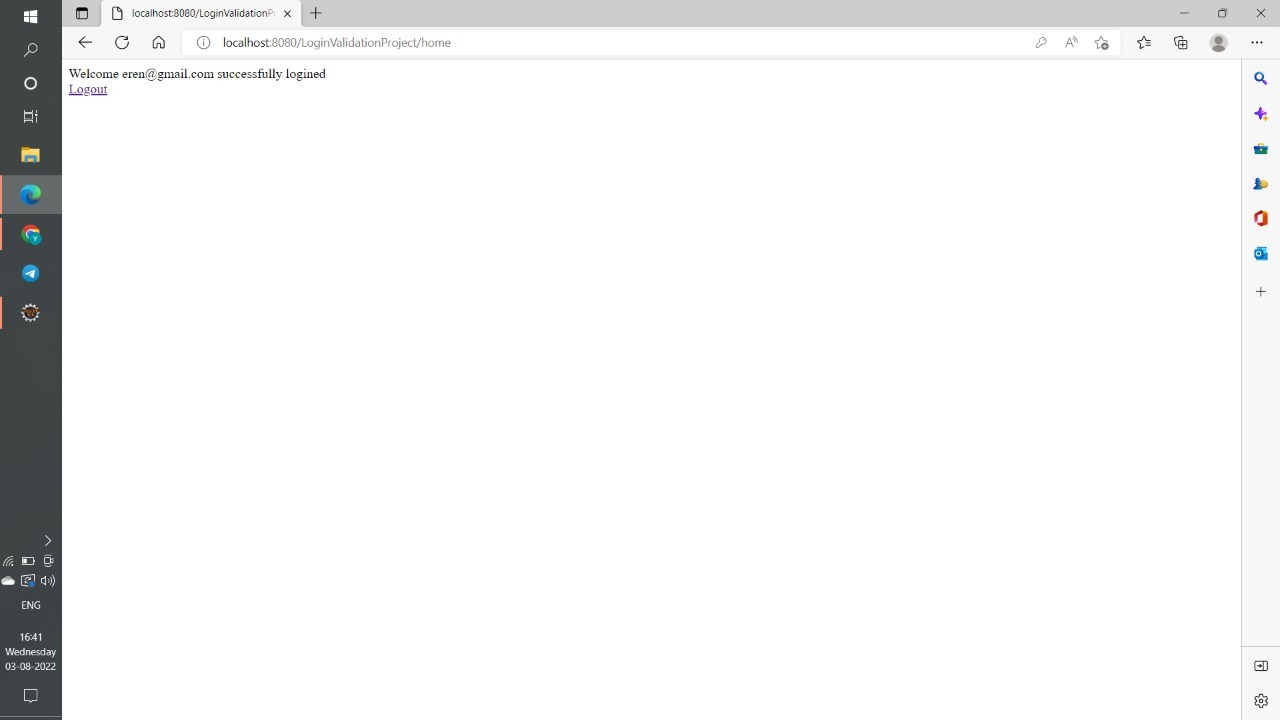 localhost:8080/LoginValidationPr
localhost:8080/LoginValidationProject/home
Welcome eren@gmail.com successfully logined
Logout
ENG
16:41
Wednesday
03-08-2022